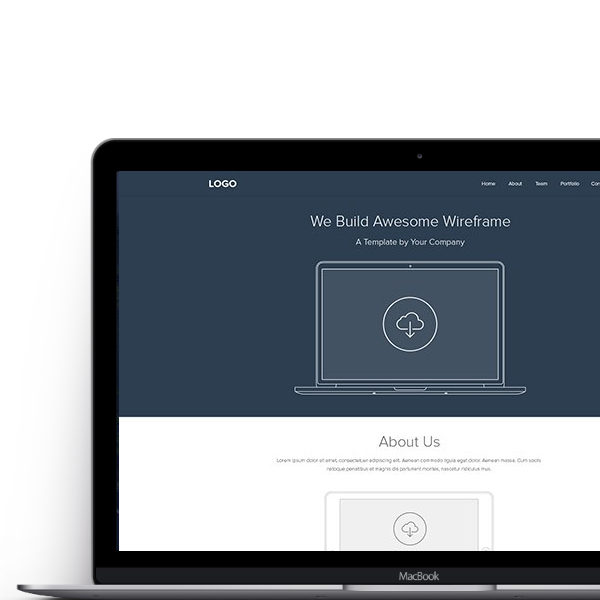 LOGO
Home About Team Portfolio Con
We Build Awesome Wireframe
A Template by Your Company
About Us
Lorem ipsum dolor sit amet, consectetuer adipiscing elit. Aenean commodo ligula eget dolor. Aenean massa. Cum sociis
natoque penatibus et magnis dis parturient montes, nascetur ridiculus mus.
MacBook